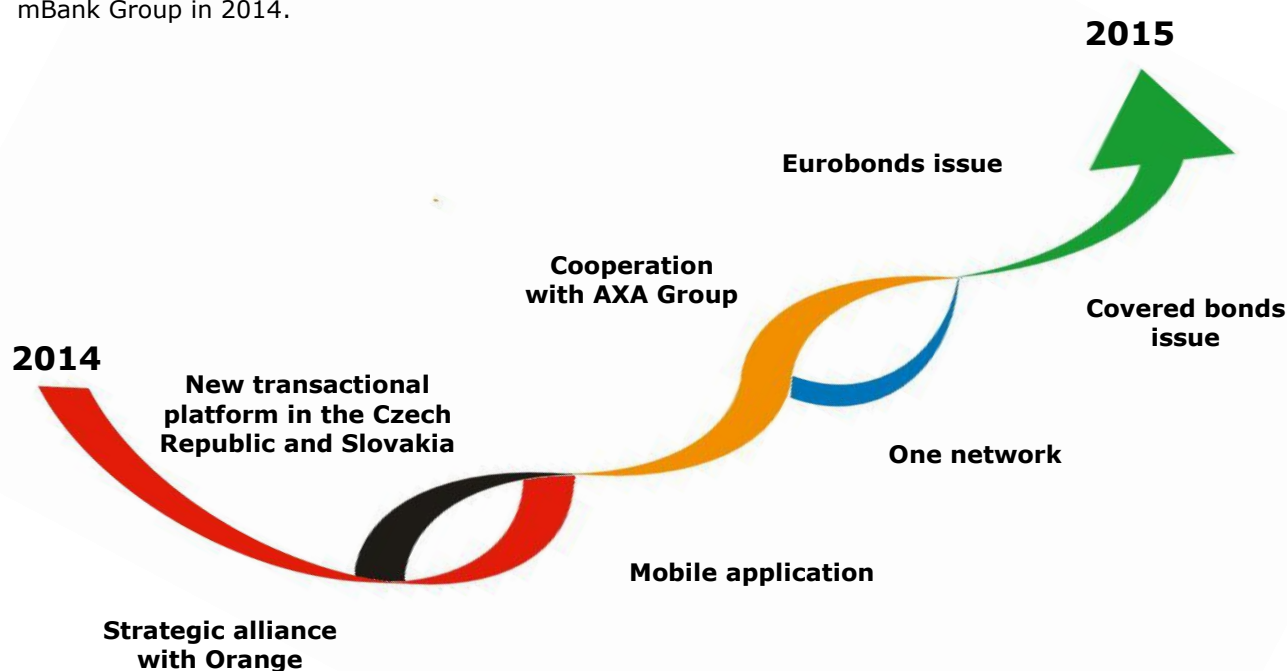 mBank Group in 2014.
2015
Eurobonds issue
Cooperation
with AXA Group
Covered bonds
issue
2014
New transactional
platform in the Czech
Republic and Slovakia
One network
Mobile application
Strategic alliance
with Orange